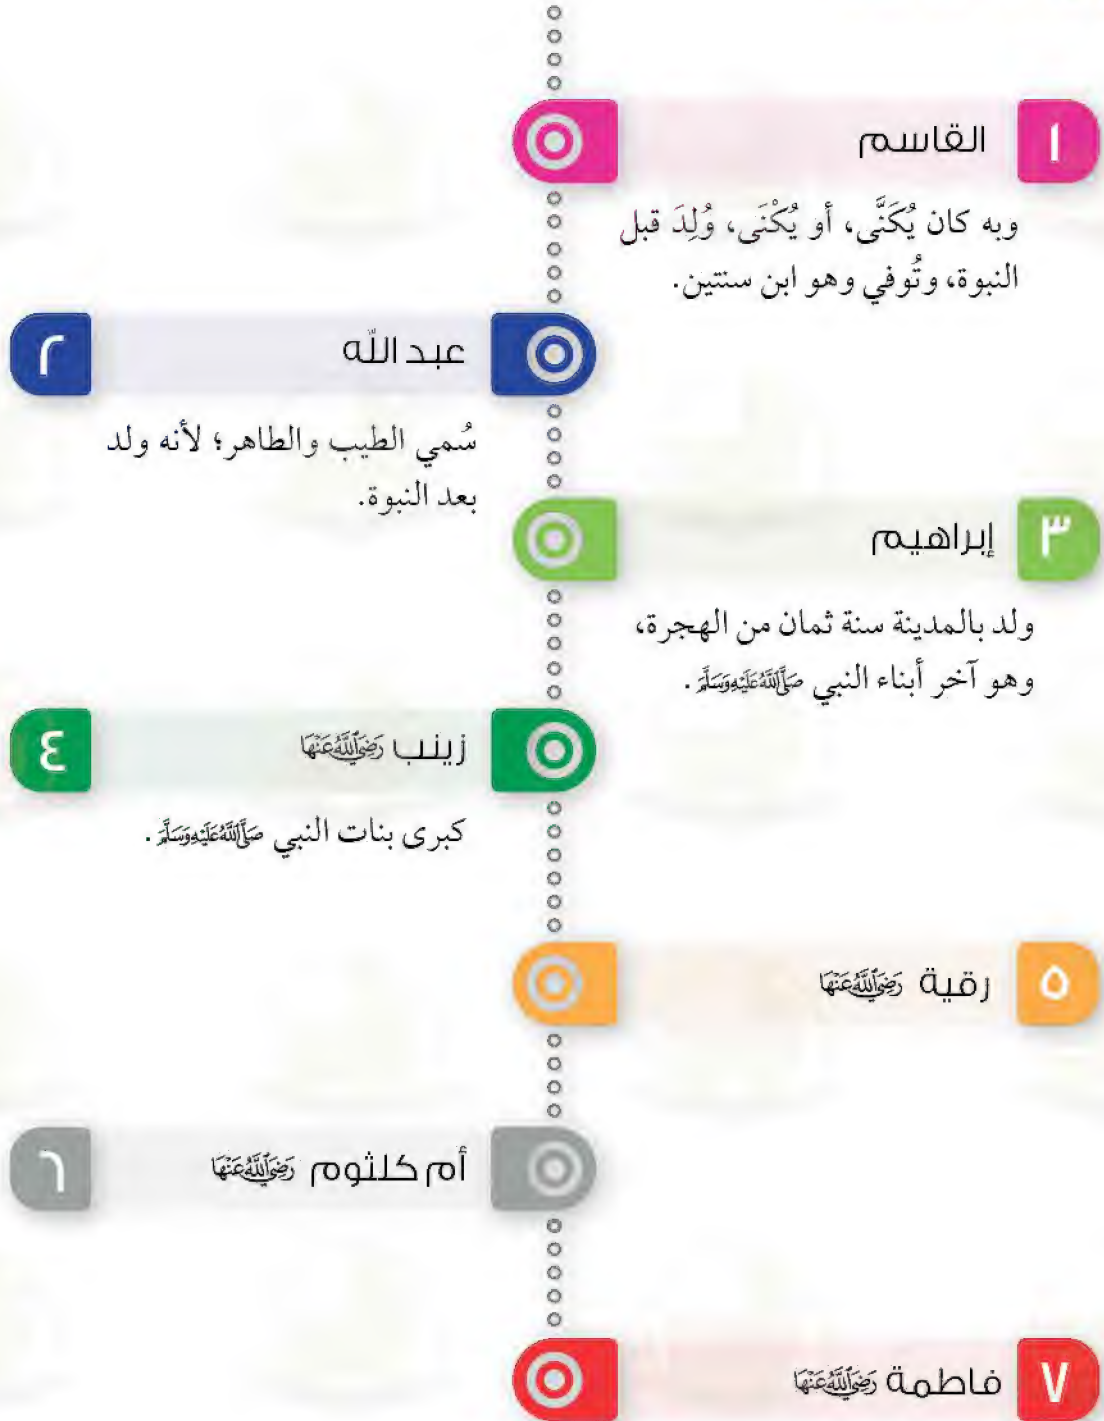 ١ القاسم
وبه كان يُكَنَّى، أو يُكْنَى، وُلِدَ قبل
النبوة، وتُوفي وهو ابن سنتين.
٢ عبد الله
سُمي الطيب والطاهر؛ لأنه ولد
بعد النبوة.
٣ إبراهيم
ولد بالمدينة سنة ثمان من الهجرة،
وهو آخر أبناء النبي صَلَّىٱللَّهُعَلَيْهِوَسَلَّمَ.
٤ زينب رَضِيَٱللَّهُعَنْهَا
كبرى بنات النبي صَلَّىٱللَّهُعَلَيْهِوَسَلَّمَ.
٥ رقية رَضِيَٱللَّهُعَنْهَا
٦ أم كلثوم رَضِيَٱللَّهُعَنْهَا
٧ فاطمة رَضِيَٱللَّهُعَنْهَا